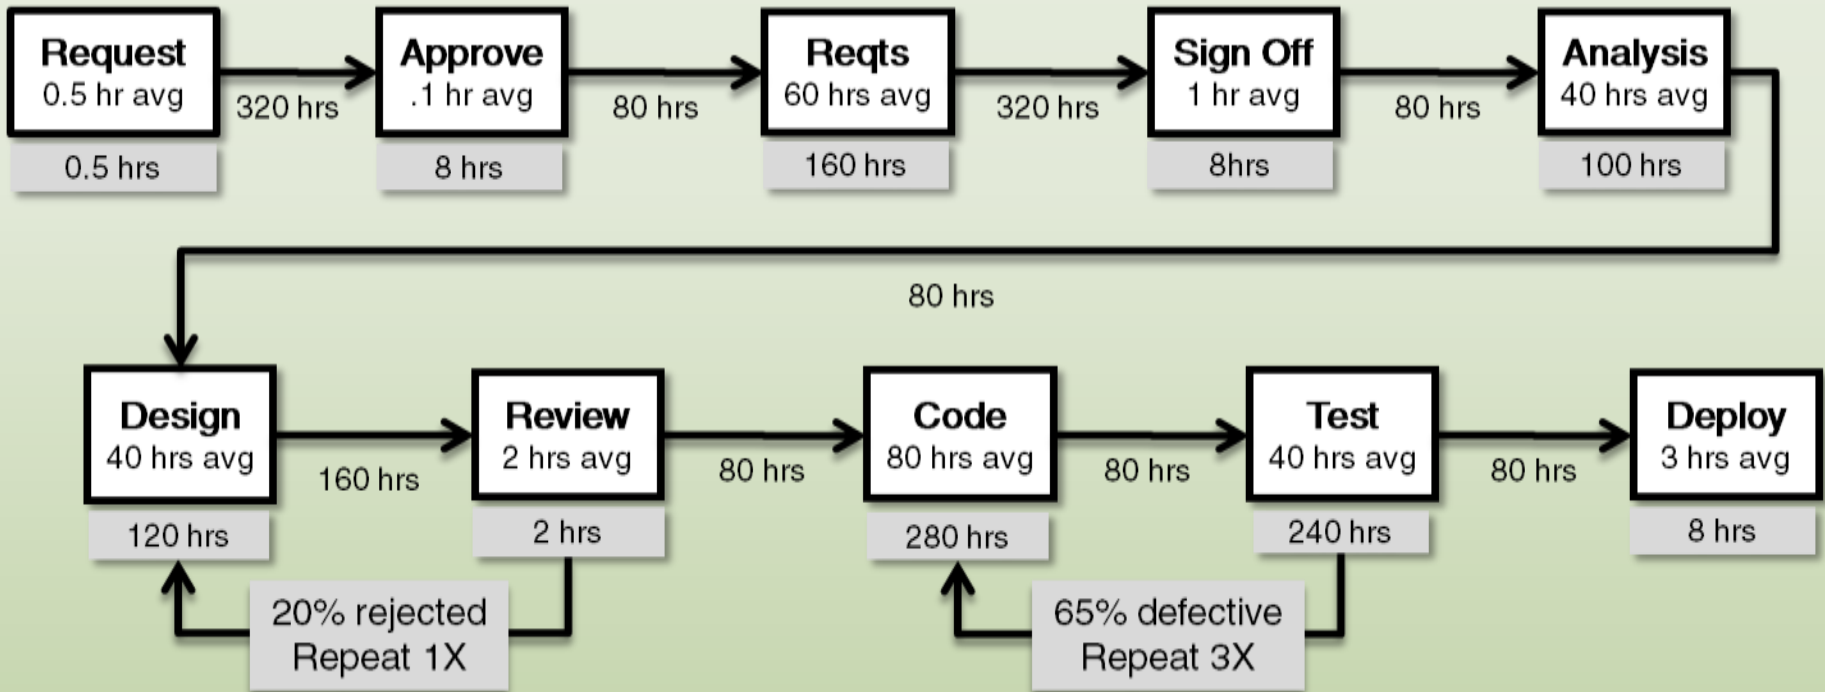 Request
0.5 hr avg
0.5 hrs
320 hrs
Approve
.1 hr avg
8 hrs
80 hrs
Reqts
60 hrs avg
160 hrs
320 hrs
Sign Off
1 hr avg
8hrs
80 hrs
Analysis
40 hrs avg
100 hrs
80 hrs
Design
40 hrs avg
120 hrs
160 hrs
Review
2 hrs avg
2 hrs
20% rejected
Repeat 1X
80 hrs
Code
80 hrs avg
280 hrs
80 hrs
Test
40 hrs avg
240 hrs
65% defective
Repeat 3X
80 hrs
Deploy
3 hrs avg
8 hrs